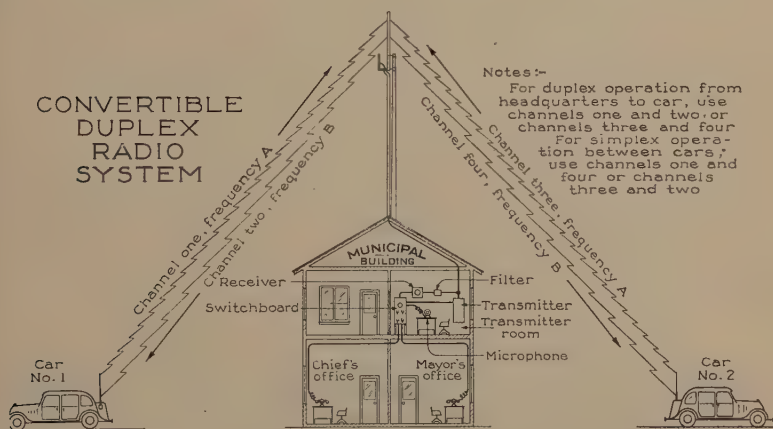 CONVERTIBLE
DUPLEX
RADIO
SYSTEM
Notes:-
For duplex operation from
headquarters to car, use
channels one and two or
channels three and four
For simplex opera-
tion between cars,
use channels one and
four or channels
three and two
Channel one, frequency A
Channel two, frequency B
Channel three, frequency A
Channel four, frequency B
MUNICIPAL
BUILDING
Receiver
Filter
Switchboard
Transmitter
Transmitter
room
Microphone
Chief's
office
Mayor's
office
Car
No. 1
Car
No. 2